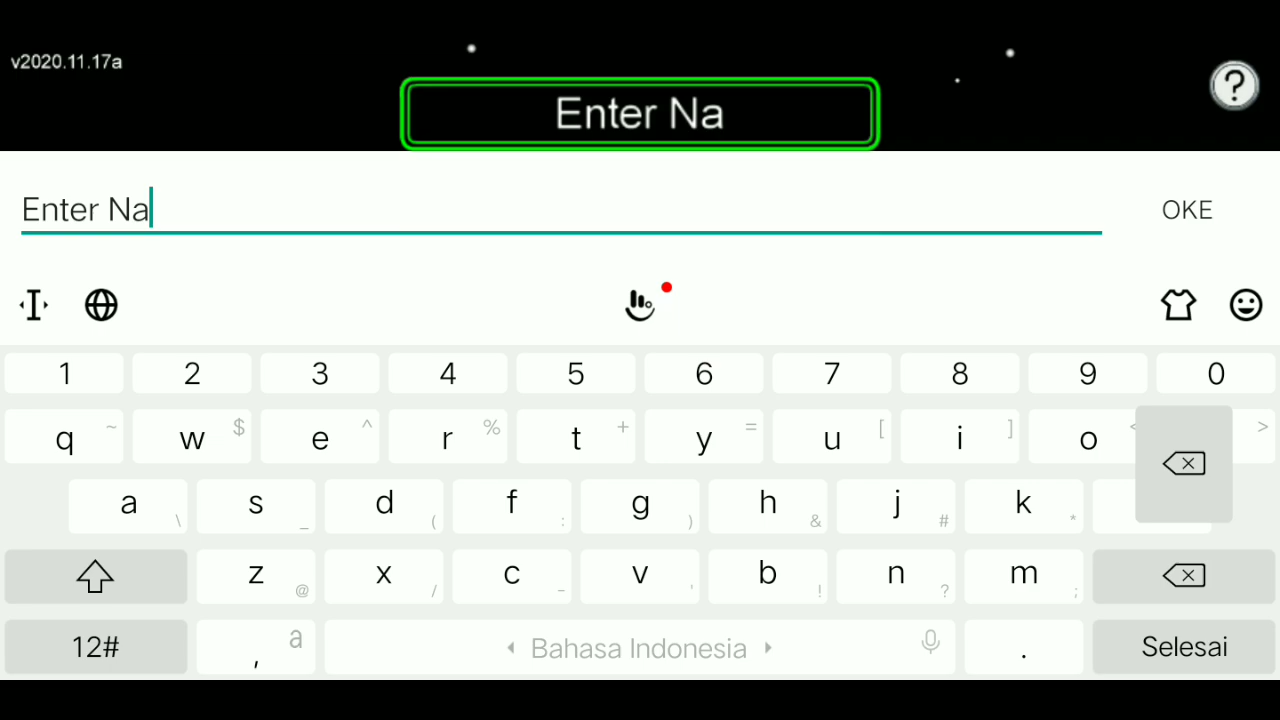 v2020.11.17a
Enter Na
?
Enter Na
OKE
1 2 3 4 5 6 7 8 9 0
q ~ w $ e ^ r % t + y = u [ i ] o < >
a \ s _ d ( f : g ) h & j # k *
z @ x / c - v ' b ! n ? m ;
12# , a Bahasa Indonesia . Selesai